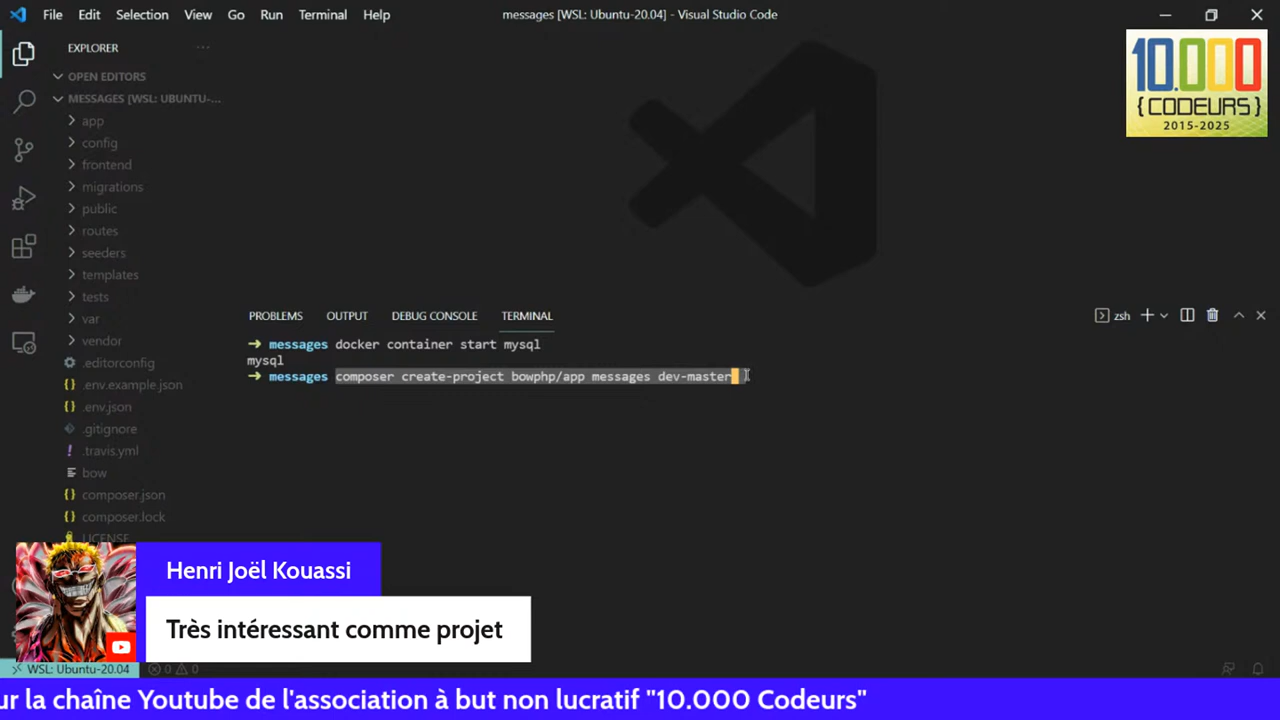 File Edit Selection View Go Run Terminal Help
messages [WSL: Ubuntu-20.04] - Visual Studio Code
10.000
{CODEURS}
2015-2025
EXPLORER
OPEN EDITORS
MESSAGES [WSL: UBUNTU-...
app
config
frontend
migrations
public
routes
seeders
templates
tests
var
vendor
.editorconfig
.env.example.json
.env.json
.gitignore
.travis.yml
bow
composer.json
composer.lock
LICENSE
PROBLEMS OUTPUT DEBUG CONSOLE TERMINAL
zsh
→ messages docker container start mysql
mysql
→ messages composer create-project bowphp/app messages dev-master
Henri Joël Kouassi
Très intéressant comme projet
WSL: Ubuntu-20.04 0 0
ur la chaîne Youtube de l'association à but non lucratif "10.000 Codeurs"